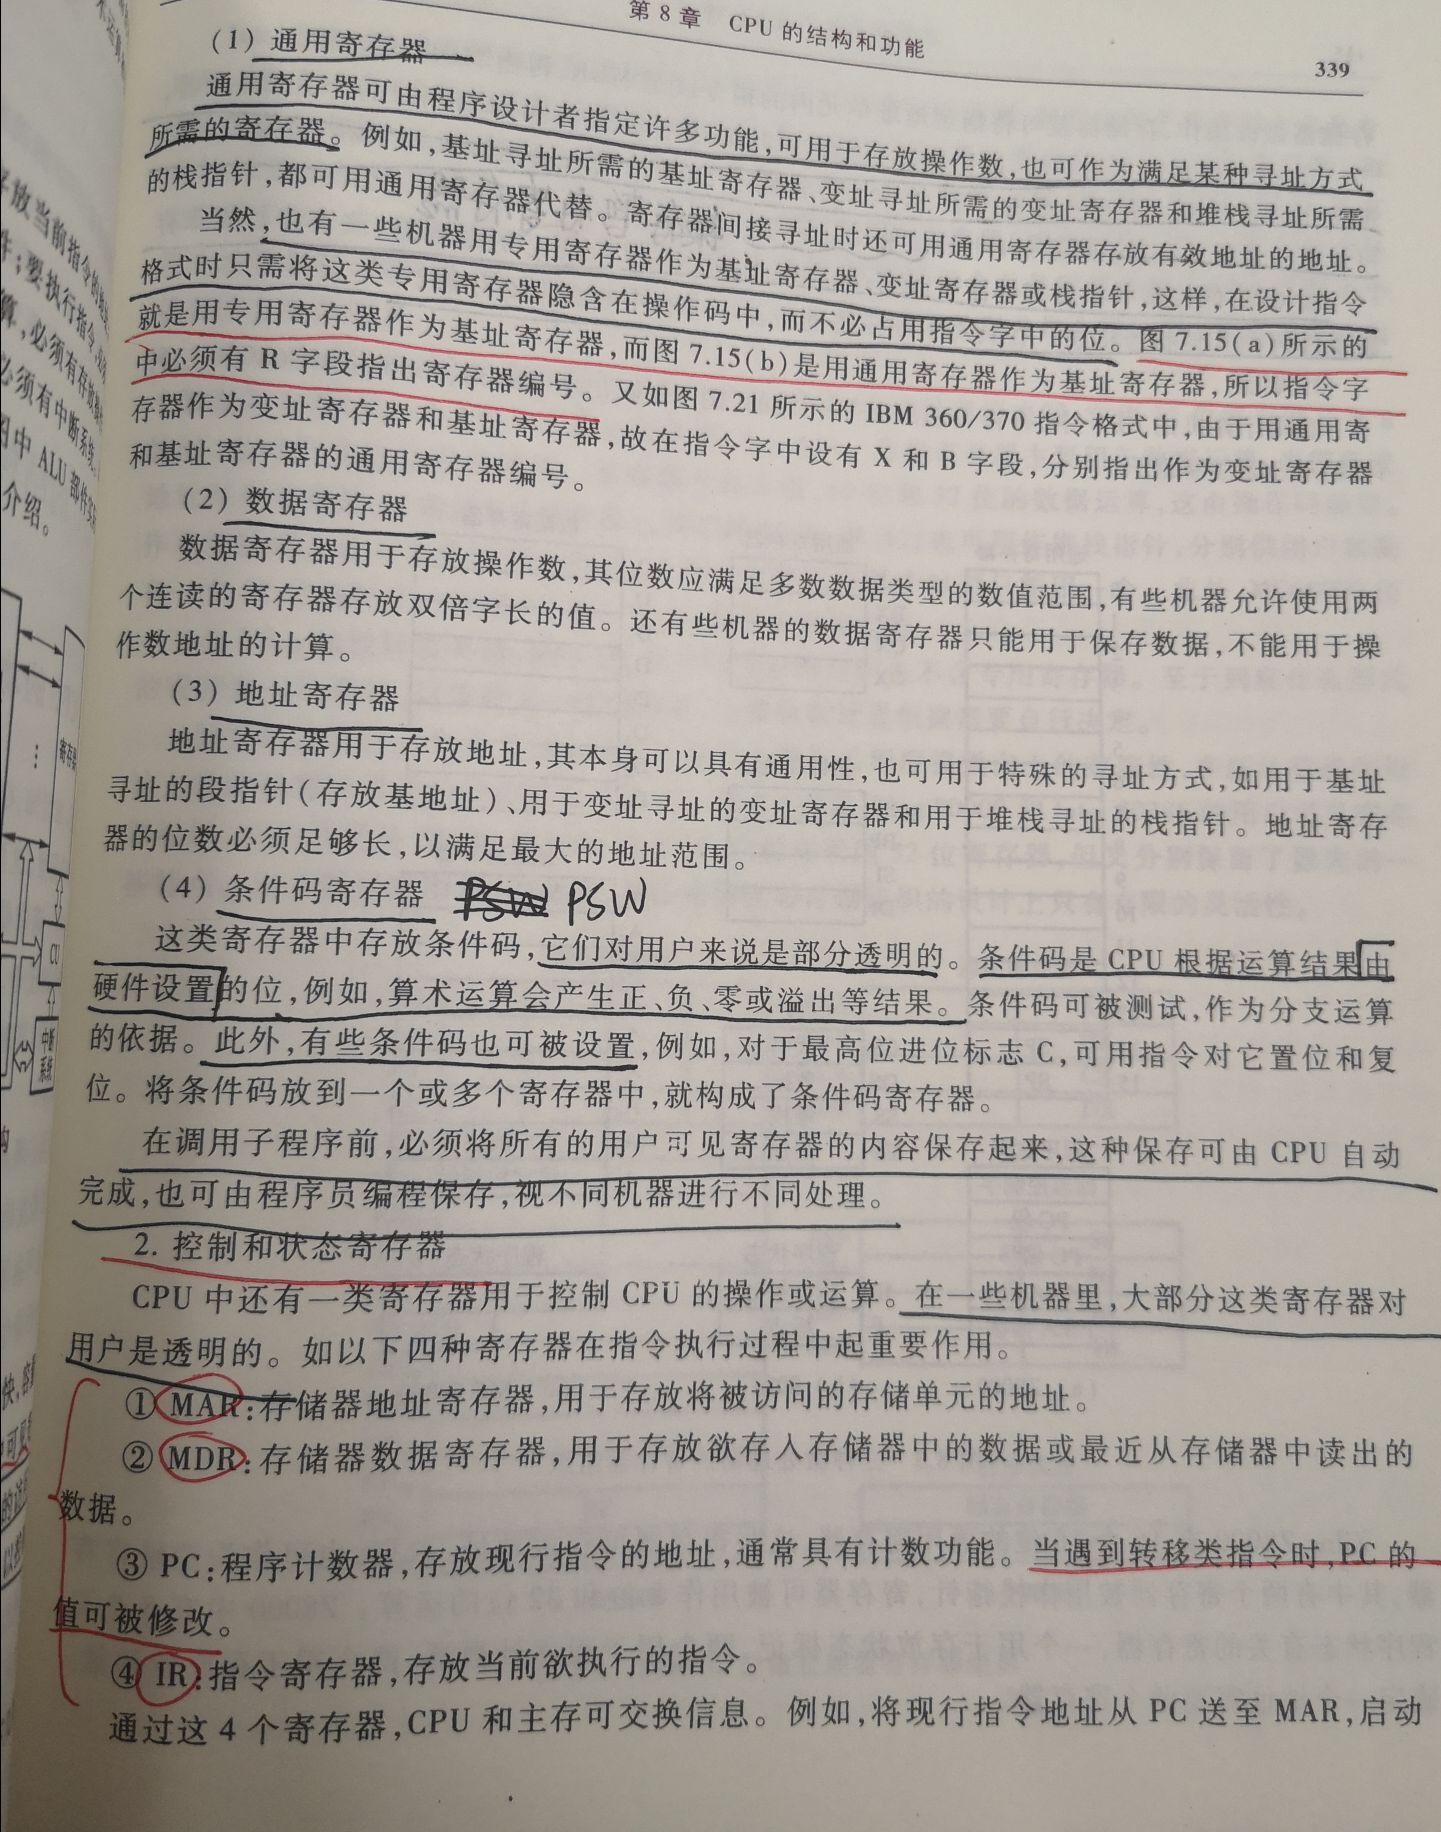 第8章 CPU的结构和功能
339
(1) 通用寄存器
通用寄存器可由程序设计者指定许多功能,可用于存放操作数,也可作为满足某种寻址方式
所需的寄存器。例如,基址寻址所需的基址寄存器、变址寻址所需的变址寄存器和堆栈寻址所需
的栈指针,都可用通用寄存器代替。寄存器间接寻址时还可用通用寄存器存放有效地址的地址。
当然,也有一些机器用专用寄存器作为基址寄存器、变址寄存器或栈指针,这样,在设计指令
格式时只需将这类专用寄存器隐含在操作码中,而不必占用指令字中的位。图 7.15(a)所示的
就是用专用寄存器作为基址寄存器,而图 7.15(b)是用通用寄存器作为基址寄存器,所以指令字
中必须有 R 字段指出寄存器编号。又如图 7.21 所示的 IBM 360/370 指令格式中,由于用通用寄
存器作为变址寄存器和基址寄存器,故在指令字中设有 X 和 B 字段,分别指出作为变址寄存器
和基址寄存器的通用寄存器编号。
(2) 数据寄存器
数据寄存器用于存放操作数,其位数应满足多数数据类型的数值范围,有些机器允许使用两
个连读的寄存器存放双倍字长的值。还有些机器的数据寄存器只能用于保存数据,不能用于操
作数地址的计算。
(3) 地址寄存器
地址寄存器用于存放地址,其本身可以具有通用性,也可用于特殊的寻址方式,如用于基址
寻址的段指针(存放基地址)、用于变址寻址的变址寄存器和用于堆栈寻址的栈指针。地址寄存
器的位数必须足够长,以满足最大的地址范围。
(4) 条件码寄存器 PSW PSW
这类寄存器中存放条件码,它们对用户来说是部分透明的。条件码是 CPU 根据运算结果由
硬件设置的位,例如,算术运算会产生正、负、零或溢出等结果。条件码可被测试,作为分支运算
的依据。此外,有些条件码也可被设置,例如,对于最高位进位标志 C,可用指令对它置位和复
位。将条件码放到一个或多个寄存器中,就构成了条件码寄存器。
在调用子程序前,必须将所有的用户可见寄存器的内容保存起来,这种保存可由 CPU 自动
完成,也可由程序员编程保存,视不同机器进行不同处理。
2. 控制和状态寄存器
CPU 中还有一类寄存器用于控制 CPU 的操作或运算。在一些机器里,大部分这类寄存器对
用户是透明的。如以下四种寄存器在指令执行过程中起重要作用。
① MAR:存储器地址寄存器,用于存放将被访问的存储单元的地址。
② MDR:存储器数据寄存器,用于存放欲存入存储器中的数据或最近从存储器中读出的
数据。
③ PC:程序计数器,存放现行指令的地址,通常具有计数功能。当遇到转移类指令时,PC 的
值可被修改。
④ IR:指令寄存器,存放当前欲执行的指令。
通过这 4 个寄存器,CPU 和主存可交换信息。例如,将现行指令地址从 PC 送至 MAR,启动
放当前指令的
;要执行指令,
算,必须有存放
必须有中断系统
图中 ALU 部件
介绍。
寄存器
CU
中断
系统